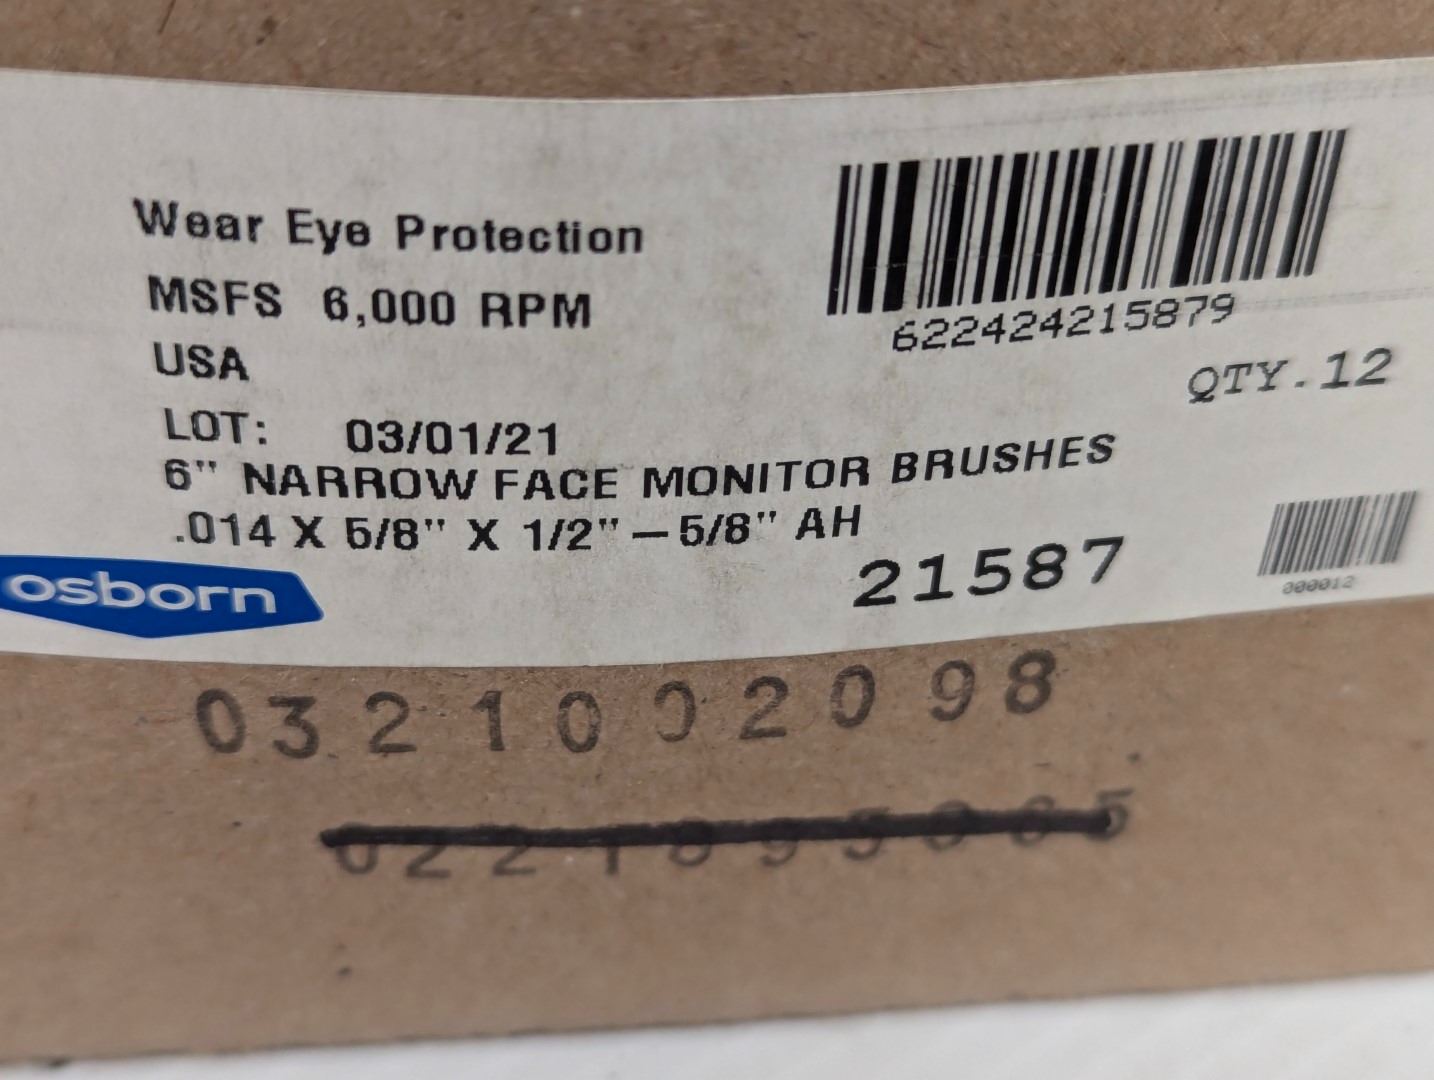 Wear Eye Protection
MSFS 6,000 RPM
USA
LOT: 03/01/21
6" NARROW FACE MONITOR BRUSHES
.014 X 5/8" X 1/2" — 5/8" AH
622424215879
QTY.12
21587
000012
osborn
0321002098